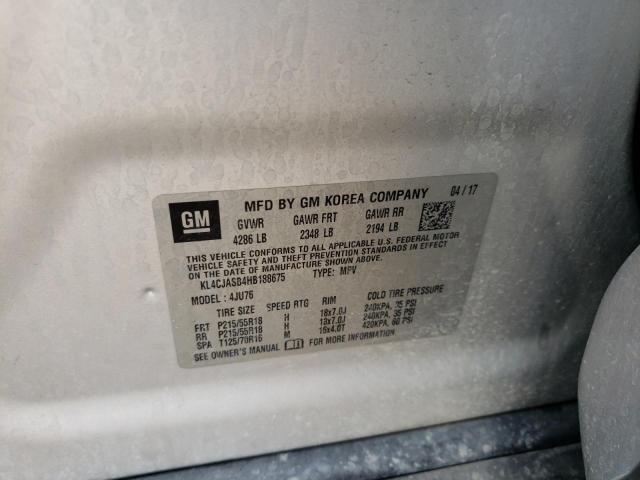 GM
MFD BY GM KOREA COMPANY 04 / 17
GVWR GAWR FRT GAWR RR
4286 LB 2348 LB 2194 LB
THIS VEHICLE CONFORMS TO ALL APPLICABLE U.S. FEDERAL MOTOR
VEHICLE SAFETY AND THEFT PREVENTION STANDARDS IN EFFECT
ON THE DATE OF MANUFACTURE SHOWN ABOVE.
KL4CJASB4HB188675 TYPE: MPV
MODEL : 4JU76
TIRE SIZE SPEED RTG RIM COLD TIRE PRESSURE
FRT P215/55R18 H 18x7.0J 240KPA, 35 PSI
RR P215/55R18 H 18x7.0J 240KPA, 35 PSI
SPA T125/70R16 M 16x4.0T 420KPA, 60 PSI
SEE OWNER'S MANUAL FOR MORE INFORMATION